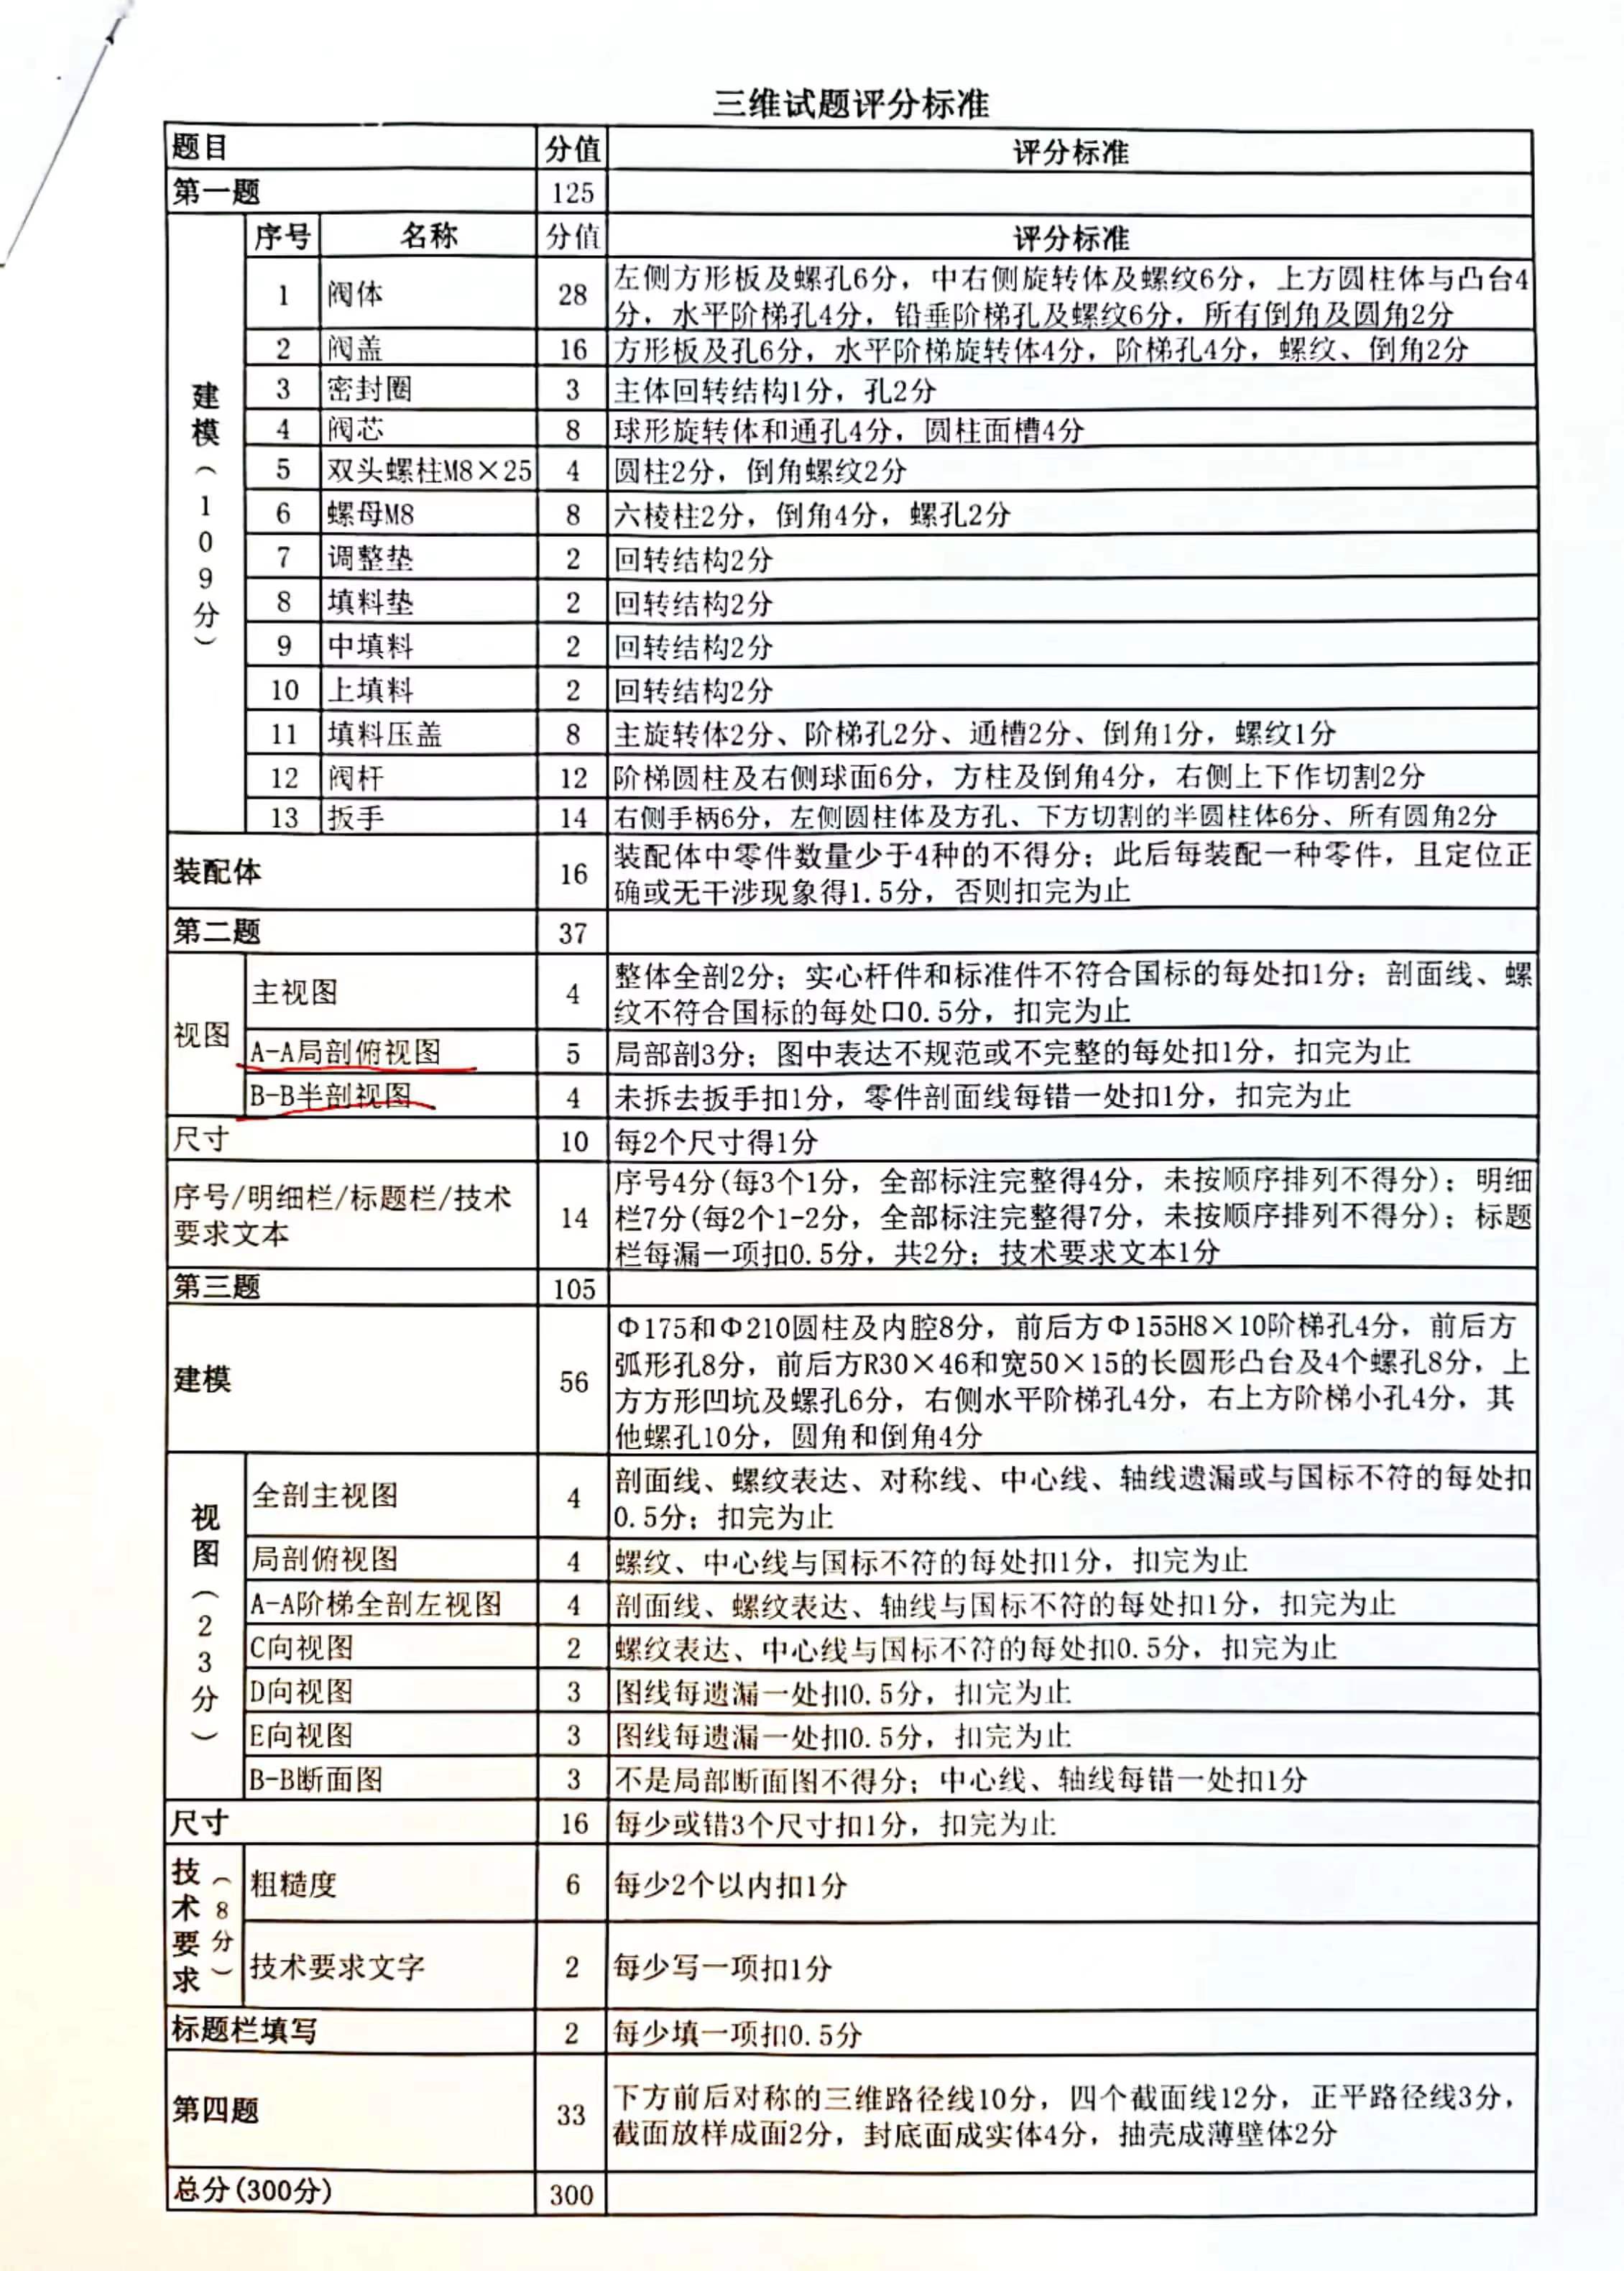 三维试题评分标准
题目 分值 评分标准
第一题 125
建模(109分)
序号 名称 分值 评分标准
1 阀体 28 左侧方形板及螺孔6分，中右侧旋转体及螺纹6分，上方圆柱体与凸台4
分，水平阶梯孔4分，铅垂阶梯孔及螺纹6分，所有倒角及圆角2分
2 阀盖 16 方形板及孔6分，水平阶梯旋转体4分，阶梯孔4分，螺纹、倒角2分
3 密封圈 3 主体回转结构1分，孔2分
4 阀芯 8 球形旋转体和通孔4分，圆柱面槽4分
5 双头螺柱M8×25 4 圆柱2分，倒角螺纹2分
6 螺母M8 8 六棱柱2分，倒角4分，螺孔2分
7 调整垫 2 回转结构2分
8 填料垫 2 回转结构2分
9 中填料 2 回转结构2分
10 上填料 2 回转结构2分
11 填料压盖 8 主旋转体2分、阶梯孔2分、通槽2分、倒角1分，螺纹1分
12 阀杆 12 阶梯圆柱及右侧球面6分，方柱及倒角4分，右侧上下作切割2分
13 扳手 14 右侧手柄6分，左侧圆柱体及方孔、下方切割的半圆柱体6分、所有圆角2分
装配体 16 装配体中零件数量少于4种的不得分；此后每装配一种零件，且定位正
确或无干涉现象得1.5分，否则扣完为止
第二题 37
视图
主视图 4 整体全剖2分；实心杆件和标准件不符合国标的每处扣1分；剖面线、螺
纹不符合国标的每处口0.5分，扣完为止
A-A局剖俯视图 5 局部剖3分；图中表达不规范或不完整的每处扣1分，扣完为止
B-B半剖视图 4 未拆去扳手扣1分，零件剖面线每错一处扣1分，扣完为止
尺寸 10 每2个尺寸得1分
序号/明细栏/标题栏/技术
要求文本 14 序号4分(每3个1分，全部标注完整得4分，未按顺序排列不得分)；明细
栏7分(每2个1-2分，全部标注完整得7分，未按顺序排列不得分)；标题
栏每漏一项扣0.5分，共2分；技术要求文本1分
第三题 105
建模 56 Φ175和Φ210圆柱及内腔8分，前后方Φ155H8×10阶梯孔4分，前后方
弧形孔8分，前后方R30×46和宽50×15的长圆形凸台及4个螺孔8分，上
方方形凹坑及螺孔6分，右侧水平阶梯孔4分，右上方阶梯小孔4分，其
他螺孔10分，圆角和倒角4分
视图(23分)
全剖主视图 4 剖面线、螺纹表达、对称线、中心线、轴线遗漏或与国标不符的每处扣
0.5分；扣完为止
局剖俯视图 4 螺纹、中心线与国标不符的每处扣1分，扣完为止
A-A阶梯全剖左视图 4 剖面线、螺纹表达、轴线与国标不符的每处扣1分，扣完为止
C向视图 2 螺纹表达、中心线与国标不符的每处扣0.5分，扣完为止
D向视图 3 图线每遗漏一处扣0.5分，扣完为止
E向视图 3 图线每遗漏一处扣0.5分，扣完为止
B-B断面图 3 不是局部断面图不得分；中心线、轴线每错一处扣1分
尺寸 16 每少或错3个尺寸扣1分，扣完为止
技术要求(8分)
粗糙度 6 每少2个以内扣1分
技术要求文字 2 每少写一项扣1分
标题栏填写 2 每少填一项扣0.5分
第四题 33 下方前后对称的三维路径线10分，四个截面线12分，正平路径线3分，
截面放样成面2分，封底面成实体4分，抽壳成薄壁体2分
总分(300分) 300